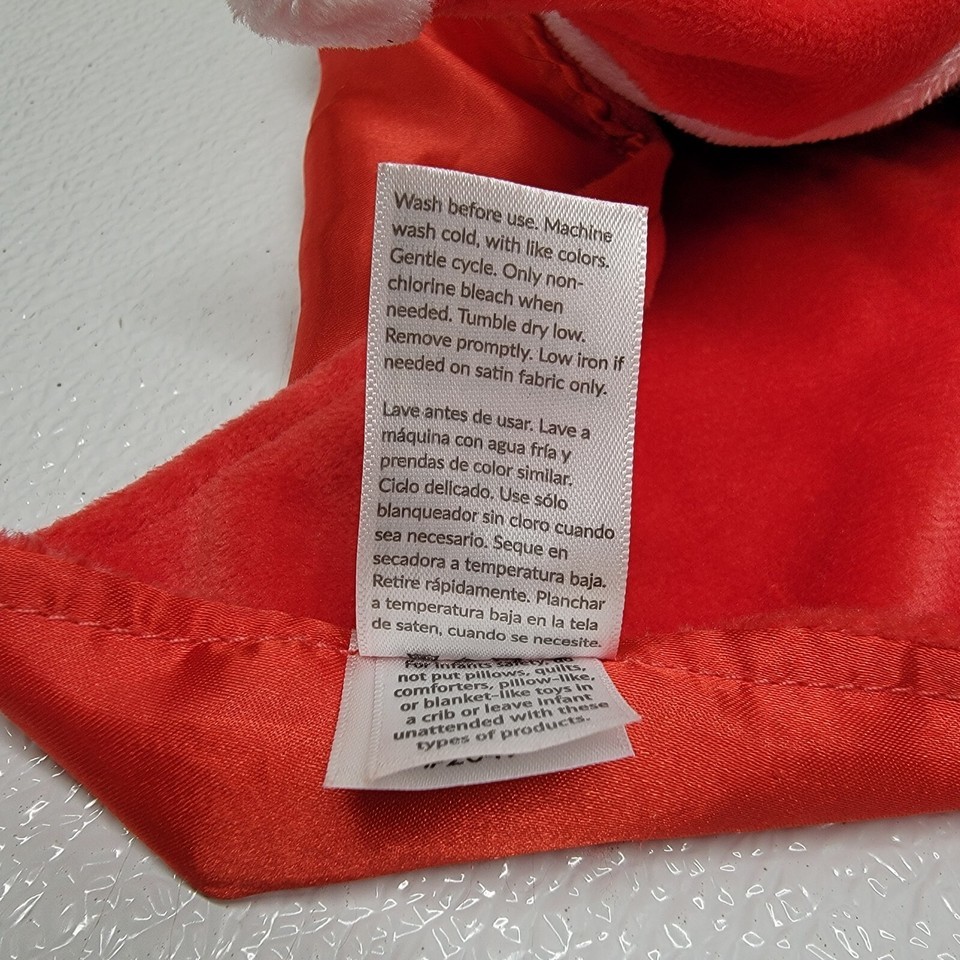 Wash before use. Machine
wash cold, with like colors.
Gentle cycle. Only non-
chlorine bleach when
needed. Tumble dry low.
Remove promptly. Low iron if
needed on satin fabric only.
Lave antes de usar. Lave a
máquina con agua fría y
prendas de color similar.
Ciclo delicado. Use sólo
blanqueador sin cloro cuando
sea necesario. Seque en
secadora a temperatura baja.
Retire rápidamente. Planchar
a temperatura baja en la tela
de saten, cuando se necesite.
For infants safety, do
not put pillows, quilts,
comforters, pillow-like,
or blanket-like toys in
a crib or leave infant
unattended with these
types of products.